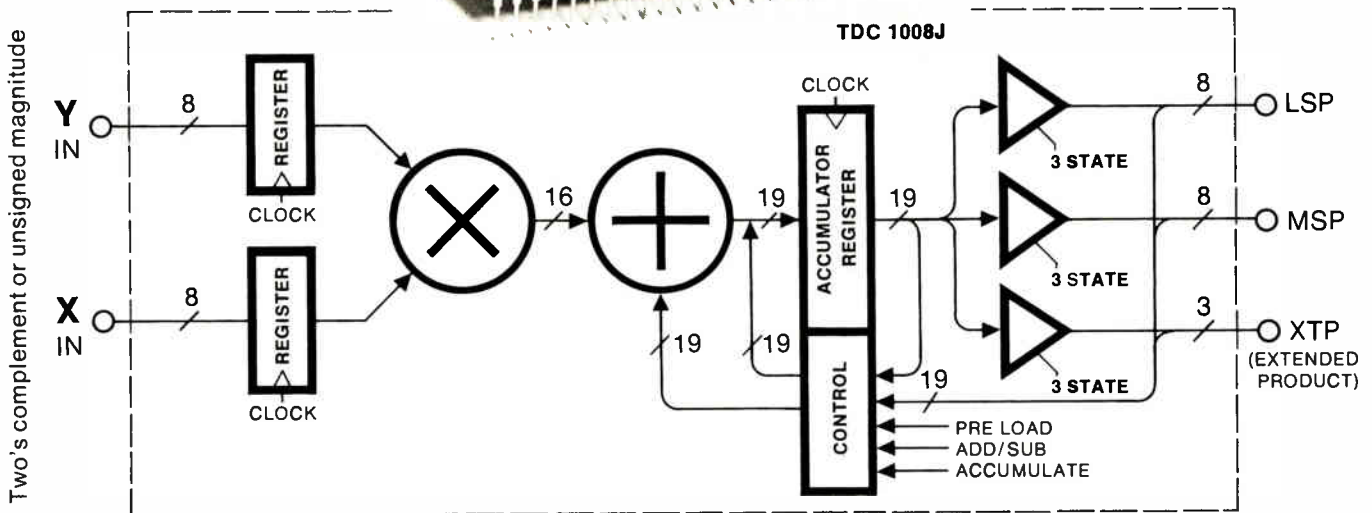 Two's complement or unsigned magnitude
TDC 1008J
Y
IN
8
REGISTER
CLOCK
X
IN
8
REGISTER
CLOCK
16
19
CLOCK
ACCUMULATOR
REGISTER
19
CONTROL
19
19
19
PRE LOAD
ADD/SUB
ACCUMULATE
3 STATE
8
LSP
3 STATE
8
MSP
3 STATE
3
XTP
(EXTENDED
PRODUCT)